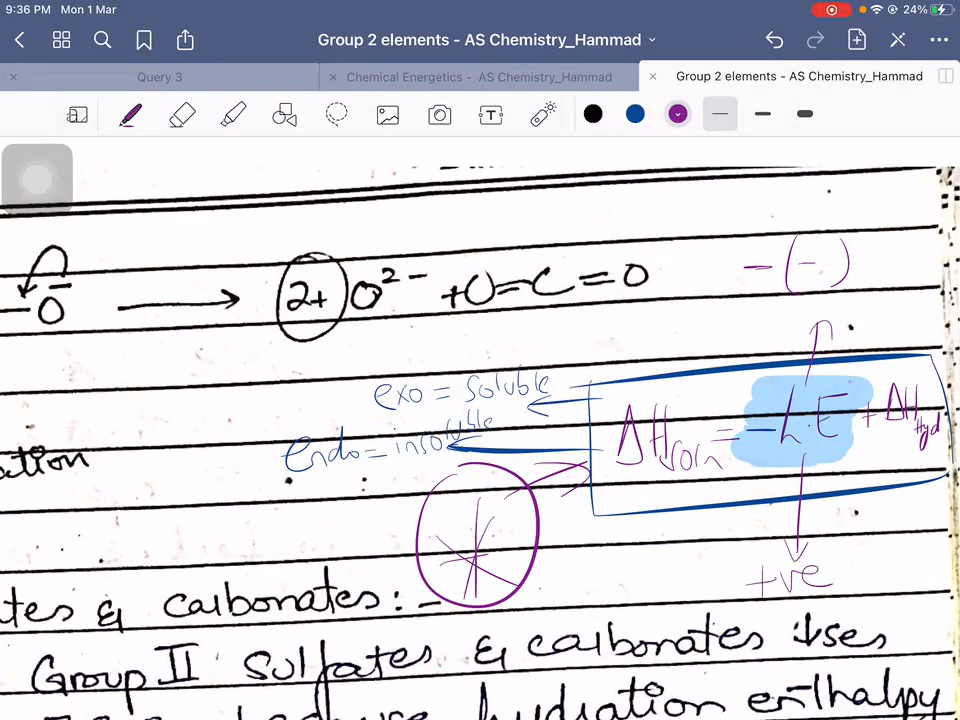 9:36 PM Mon 1 Mar
24%
Group 2 elements - AS Chemistry_Hammad
Query 3
Chemical Energetics - AS Chemistry_Hammad
Group 2 elements - AS Chemistry_Hammad
T
-O⁻ → 2+ O²⁻ + O=C=O
-(-)
exo = soluble
endo = insoluble
ΔHsoln = -L.E + ΔHHyd
ation
+ve
tes & carbonates:-
Group II Sulfates & carbonates
hydration enthalpy